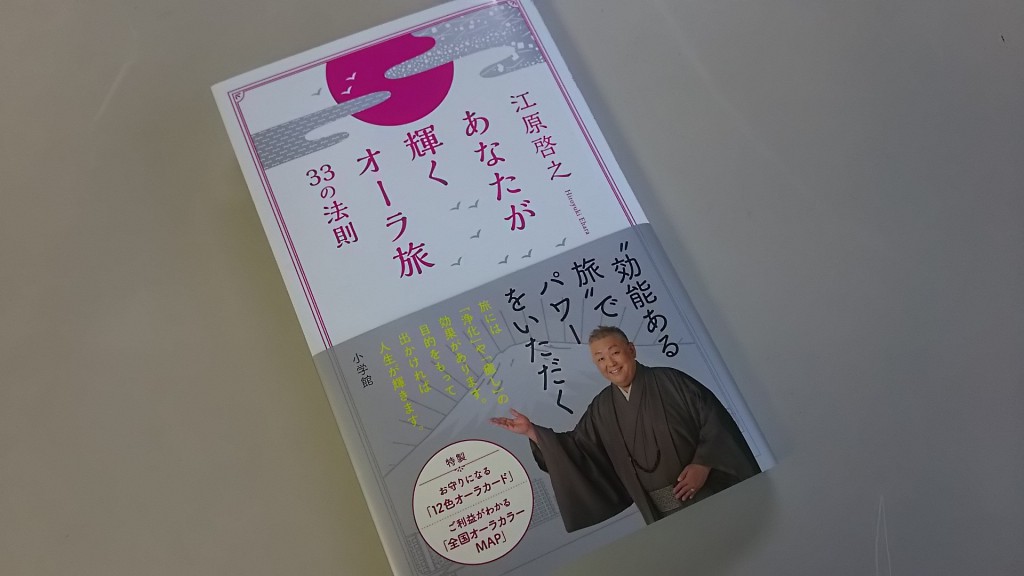 江原啓之
Hiroyuki Ehara
あなたが
輝く
オーラ旅
33の法則
“効能ある
旅”で
パワー
をいただく
旅には
「浄化」や「癒し」の
効果があります。
目的をもって
出かければ
人生が輝きます。
小学館
特製
お守りになる
「12色オーラカード」
ご利益がわかる
「全国オーラカラー
MAP」